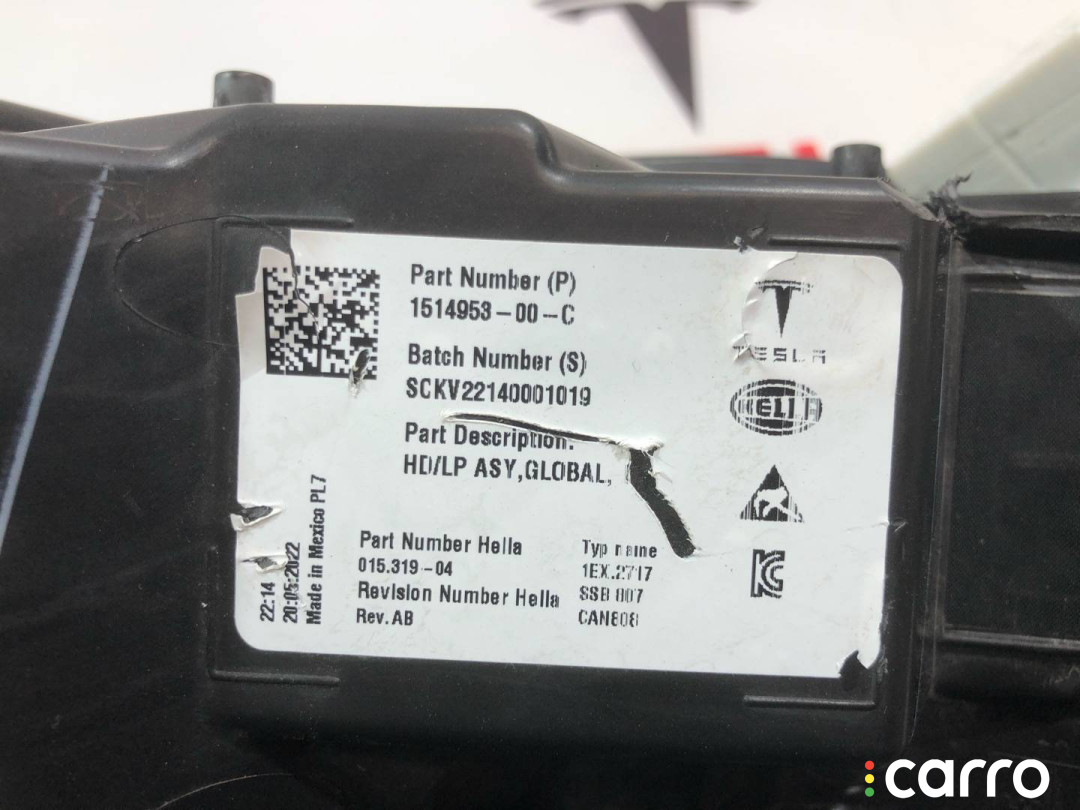 Part Number (P)
1514953-00-C
Batch Number (S)
SCKV22140001019
Part Description:
HD/LP ASY,GLOBAL,
TESLA
HELLA
Part Number Hella
015.319-04
Revision Number Hella
Rev.AB
Typ name
1EX.2717
SSB 007
CAN808
22:14
20:05:2022
Made in Mexico PL7
carro